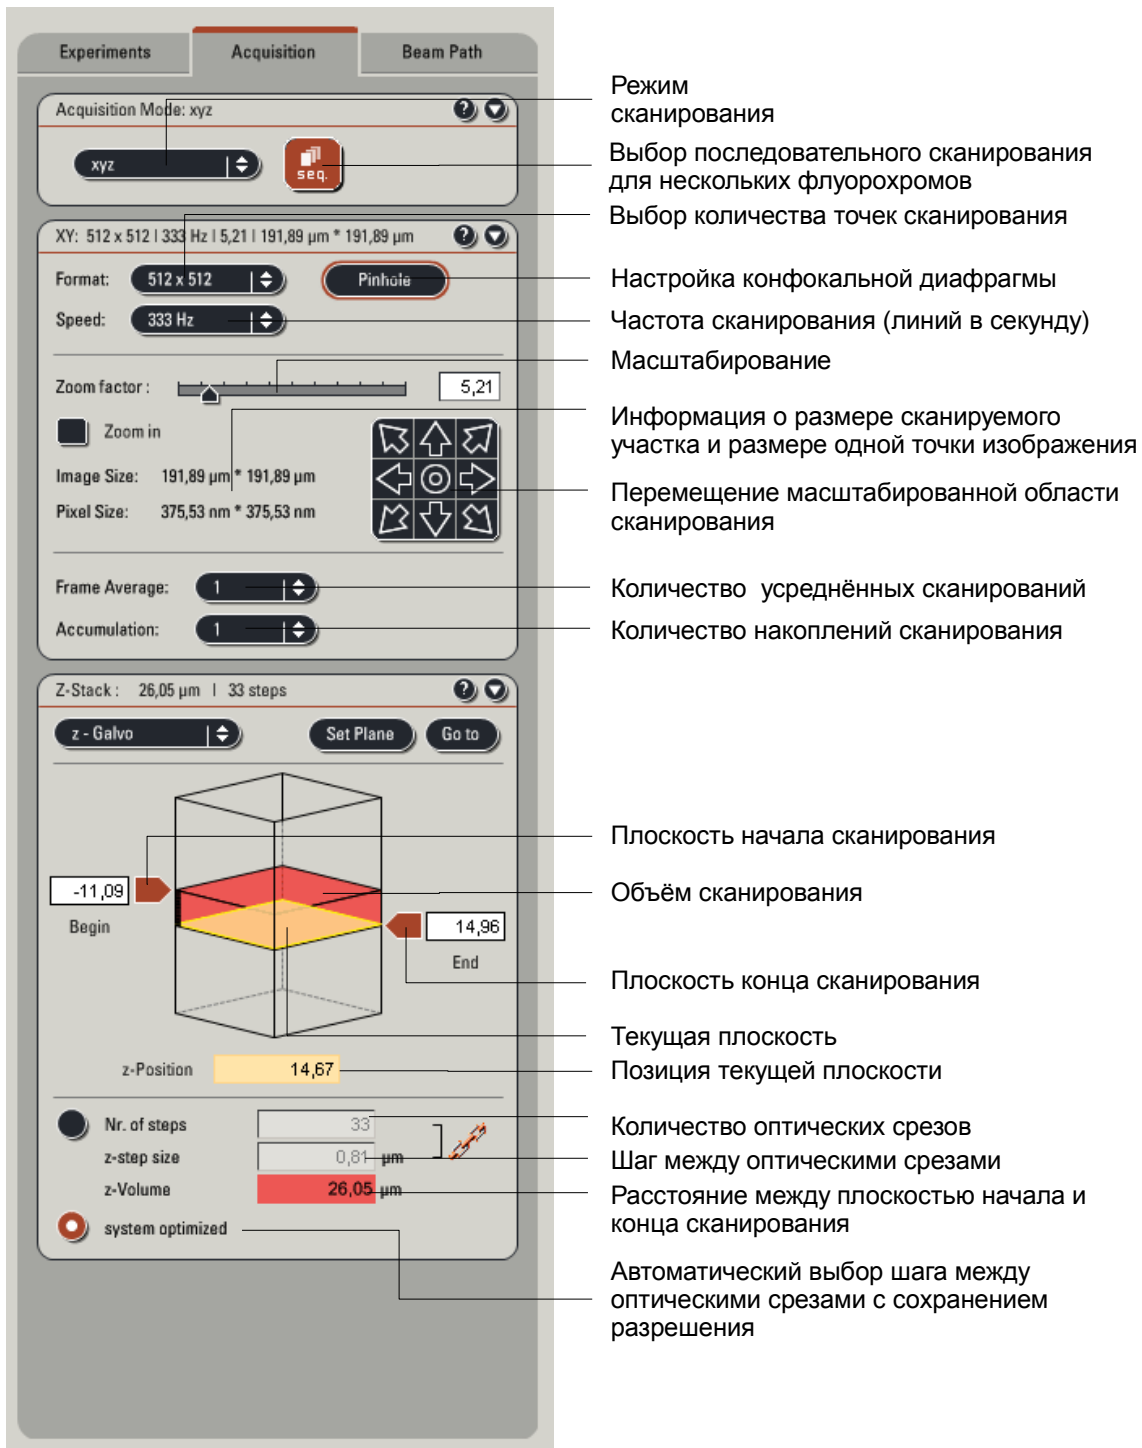 Experiments Acquisition Beam Path
Режим
сканирования
Acquisition Mode: xyz
xyz
seq.
Выбор последовательного сканирования
для нескольких флуорохромов
Выбор количества точек сканирования
XY: 512 x 512 | 333 Hz | 5,21 | 191,89 µm * 191,89 µm
Format: 512 x 512 Pinhole
Настройка конфокальной диафрагмы
Speed: 333 Hz
Частота сканирования (линий в секунду)
Масштабирование
Zoom factor : 5,21
Zoom in
Информация о размере сканируемого
участка и размере одной точки изображения
Image Size: 191,89 µm * 191,89 µm
Pixel Size: 375,53 nm * 375,53 nm
Перемещение масштабированной области
сканирования
Frame Average: 1
Количество усреднённых сканирований
Accumulation: 1
Количество накоплений сканирования
Z-Stack : 26,05 µm | 33 steps
z - Galvo Set Plane Go to
Плоскость начала сканирования
-11,09
Begin
Объём сканирования
14,96
End
Плоскость конца сканирования
Текущая плоскость
z-Position 14,67
Позиция текущей плоскости
Nr. of steps 33
Количество оптических срезов
z-step size 0,81 µm
Шаг между оптическими срезами
z-Volume 26,05 µm
Расстояние между плоскостью начала и
конца сканирования
system optimized
Автоматический выбор шага между
оптическими срезами с сохранением
разрешения